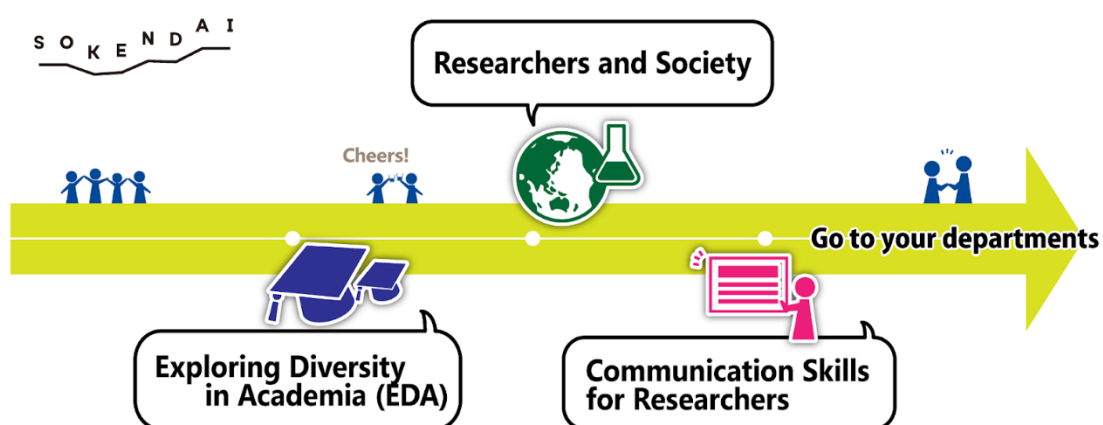 SOKENDAI
Researchers and Society
Cheers!
Go to your departments
Exploring Diversity
in Academia (EDA)
Communication Skills
for Researchers